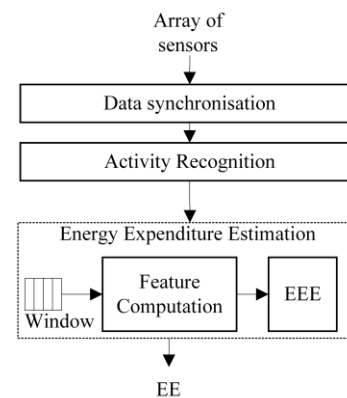 Array of
sensors
Data synchronisation
Activity Recognition
Energy Expenditure Estimation
Feature
Computation
EEE
Window
EE